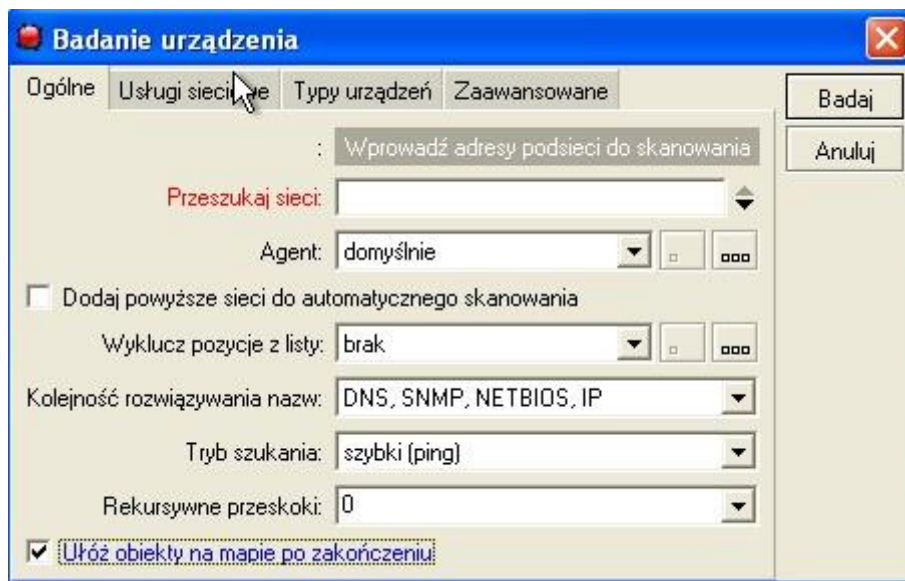 Badanie urządzenia
Ogólne Usługi sieciowe Typy urządzeń Zaawansowane
Badaj
: Wprowadź adresy podsieci do skanowania
Anuluj
Przeszukaj sieci:
Agent: domyślnie
Dodaj powyższe sieci do automatycznego skanowania
Wyklucz pozycje z listy: brak
Kolejność rozwiązywania nazw: DNS, SNMP, NETBIOS, IP
Tryb szukania: szybki (ping)
Rekursywne przeskoki: 0
Ułóż obiekty na mapie po zakończeniu